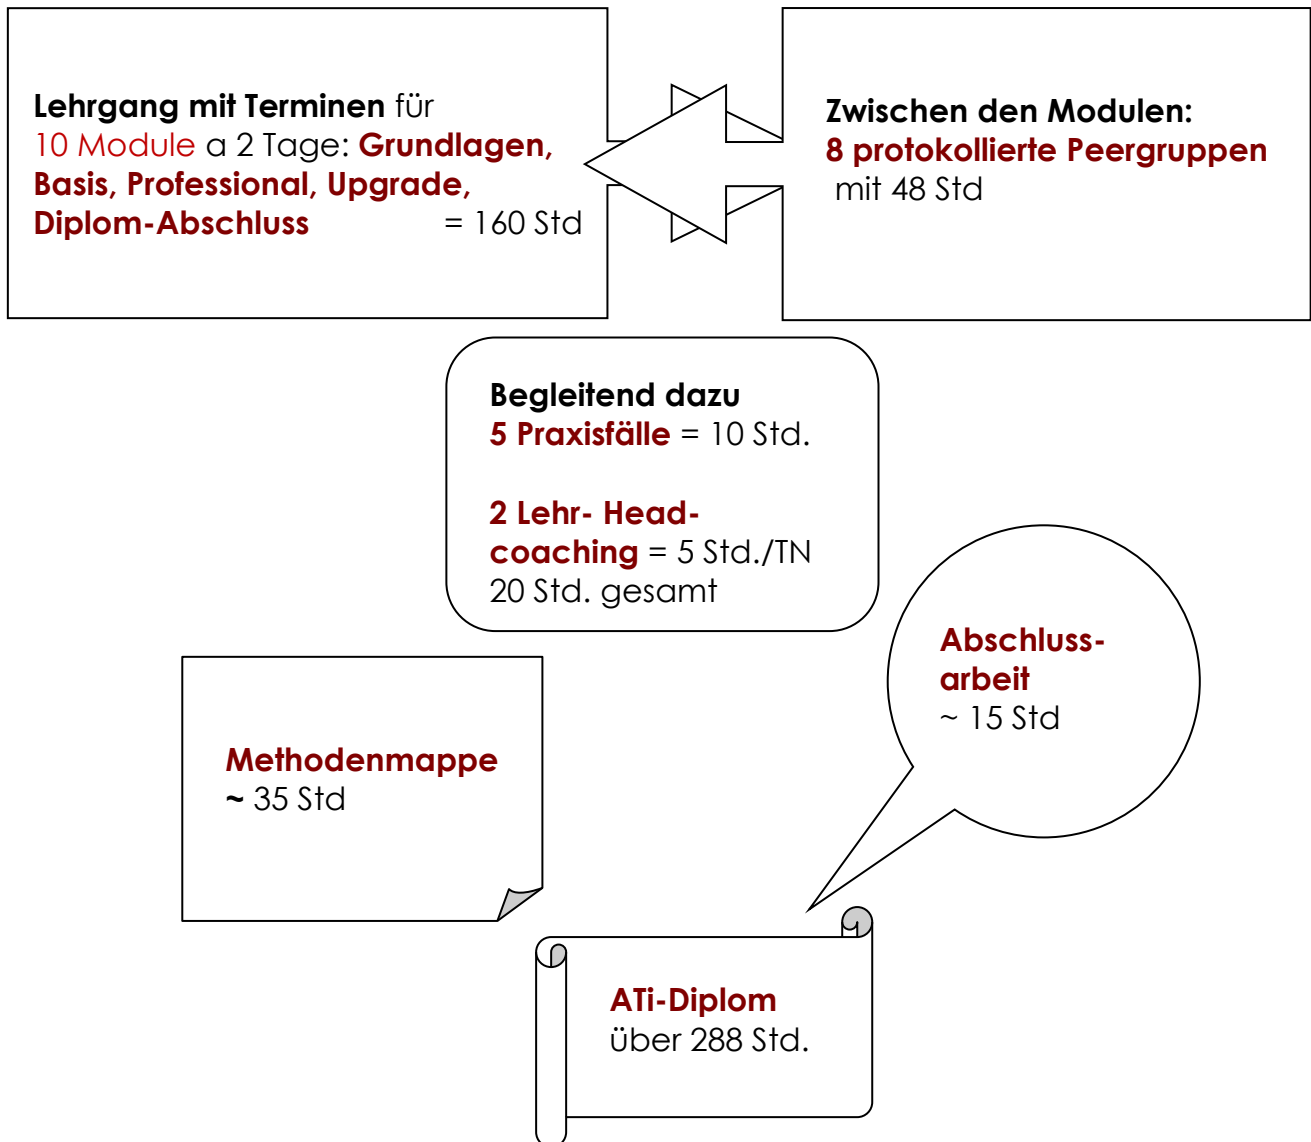 Lehrgang mit Terminen für
10 Module a 2 Tage: Grundlagen,
Basis, Professional, Upgrade,
Diplom-Abschluss = 160 Std
Zwischen den Modulen:
8 protokollierte Peergruppen
mit 48 Std
Begleitend dazu
5 Praxisfälle = 10 Std.
2 Lehr- Head-
coaching = 5 Std./TN
20 Std. gesamt
Abschluss-
arbeit
~ 15 Std
Methodenmappe
~ 35 Std
ATi-Diplom
über 288 Std.